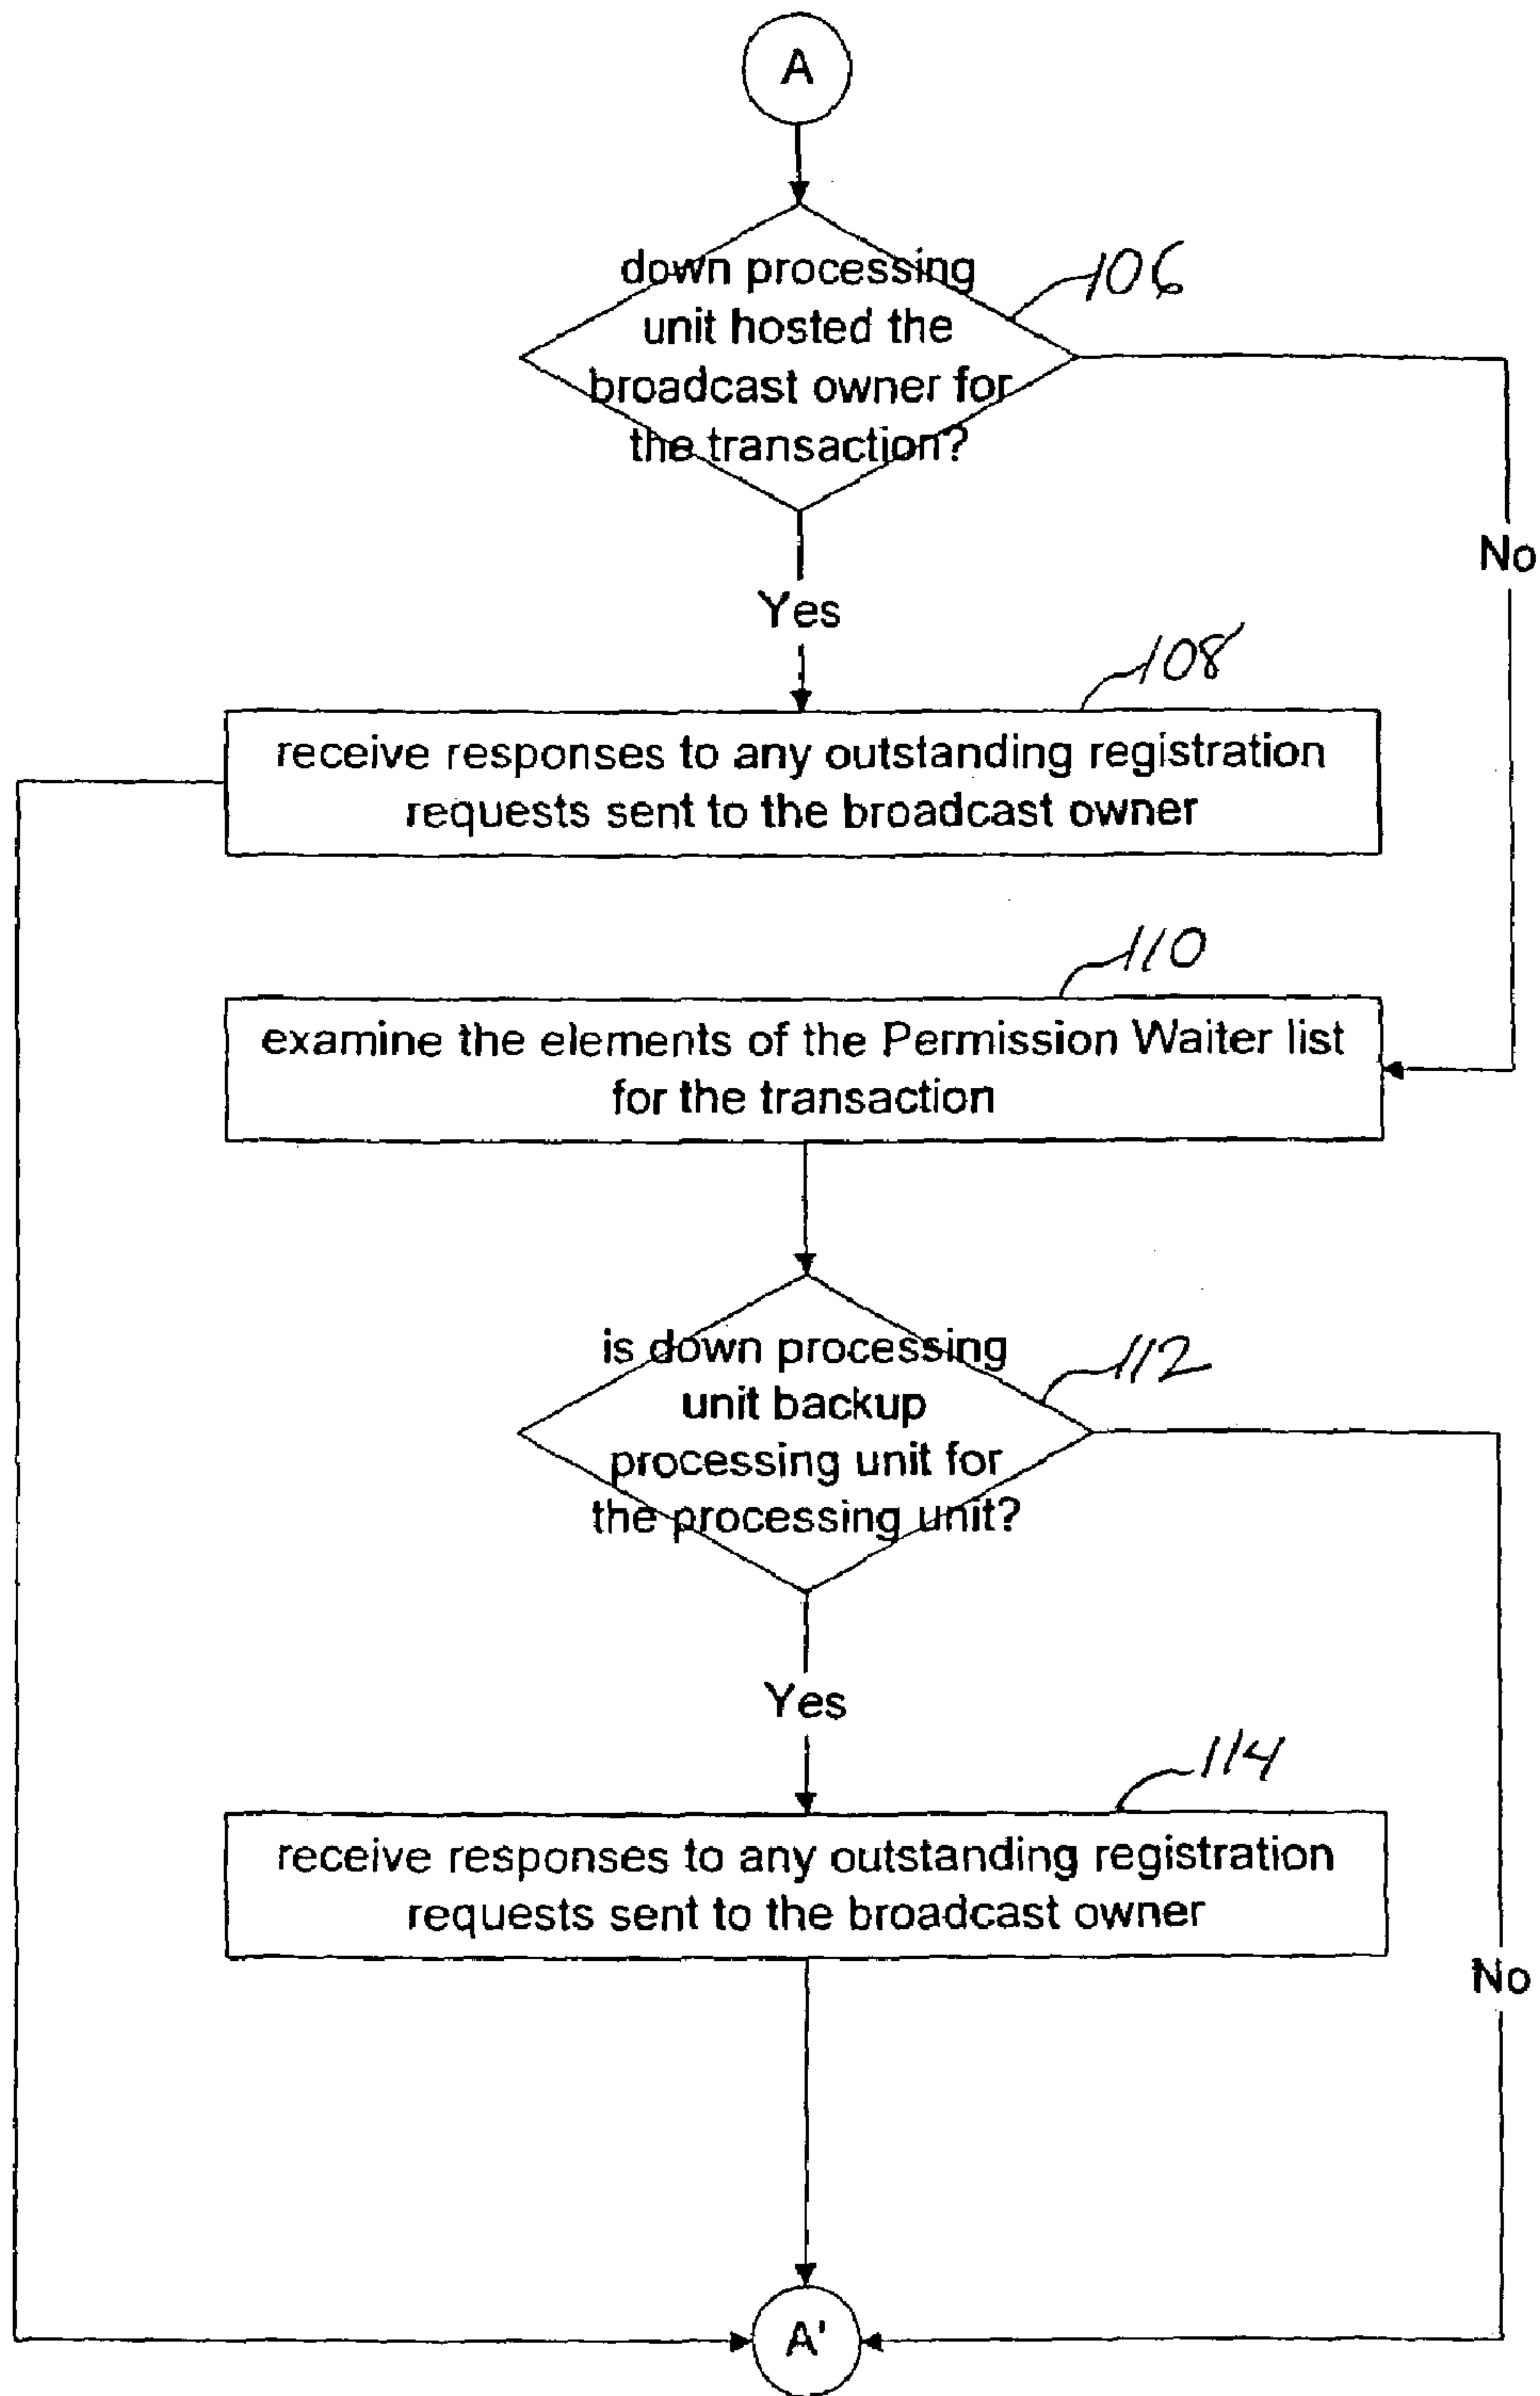 A
down processing
unit hosted the
broadcast owner for
the transaction?
106
No
Yes
108
receive responses to any outstanding registration
requests sent to the broadcast owner
110
examine the elements of the Permission Waiter list
for the transaction
is down processing
unit backup
processing unit for
the processing unit?
112
Yes
114
receive responses to any outstanding registration
requests sent to the broadcast owner
No
A'